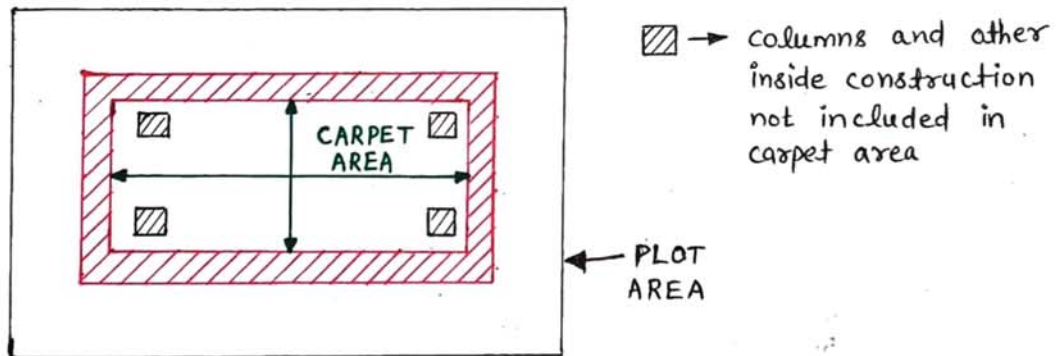 CARPET
AREA
→ columns and other
inside construction
not included in
carpet area
PLOT
AREA